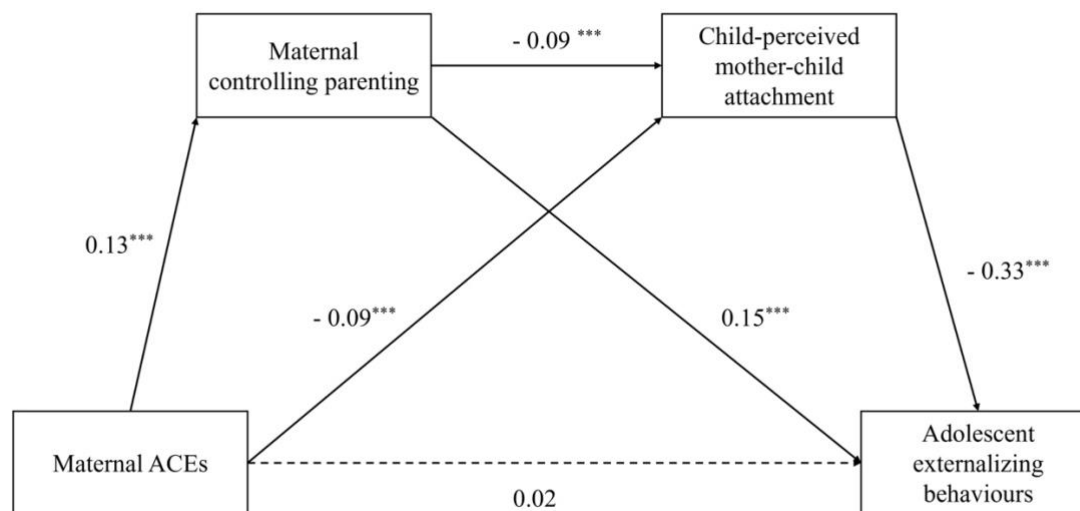 Maternal
controlling parenting
- 0.09 ***
Child-perceived
mother-child
attachment
0.13***
- 0.09***
0.15***
- 0.33***
Maternal ACEs
0.02
Adolescent
externalizing
behaviours